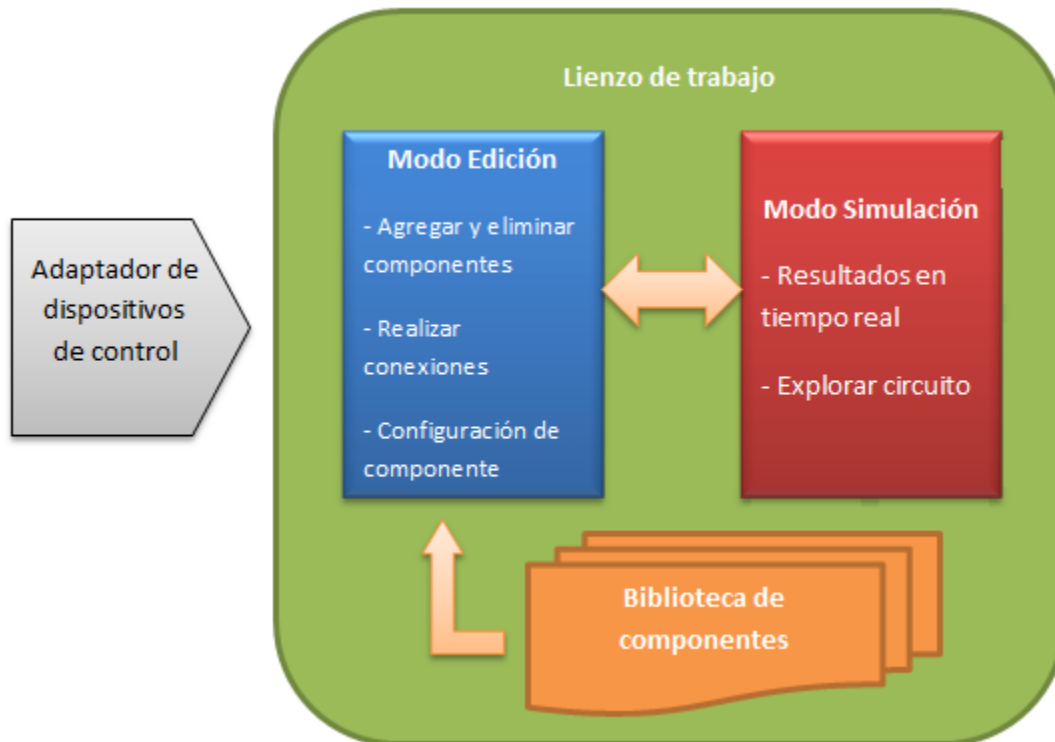 Lienzo de trabajo
Adaptador de
dispositivos
de control
Modo Edición
- Agregar y eliminar
componentes
- Realizar
conexiones
- Configuración de
componente
Modo Simulación
- Resultados en
tiempo real
- Explorar circuito
Biblioteca de
componentes